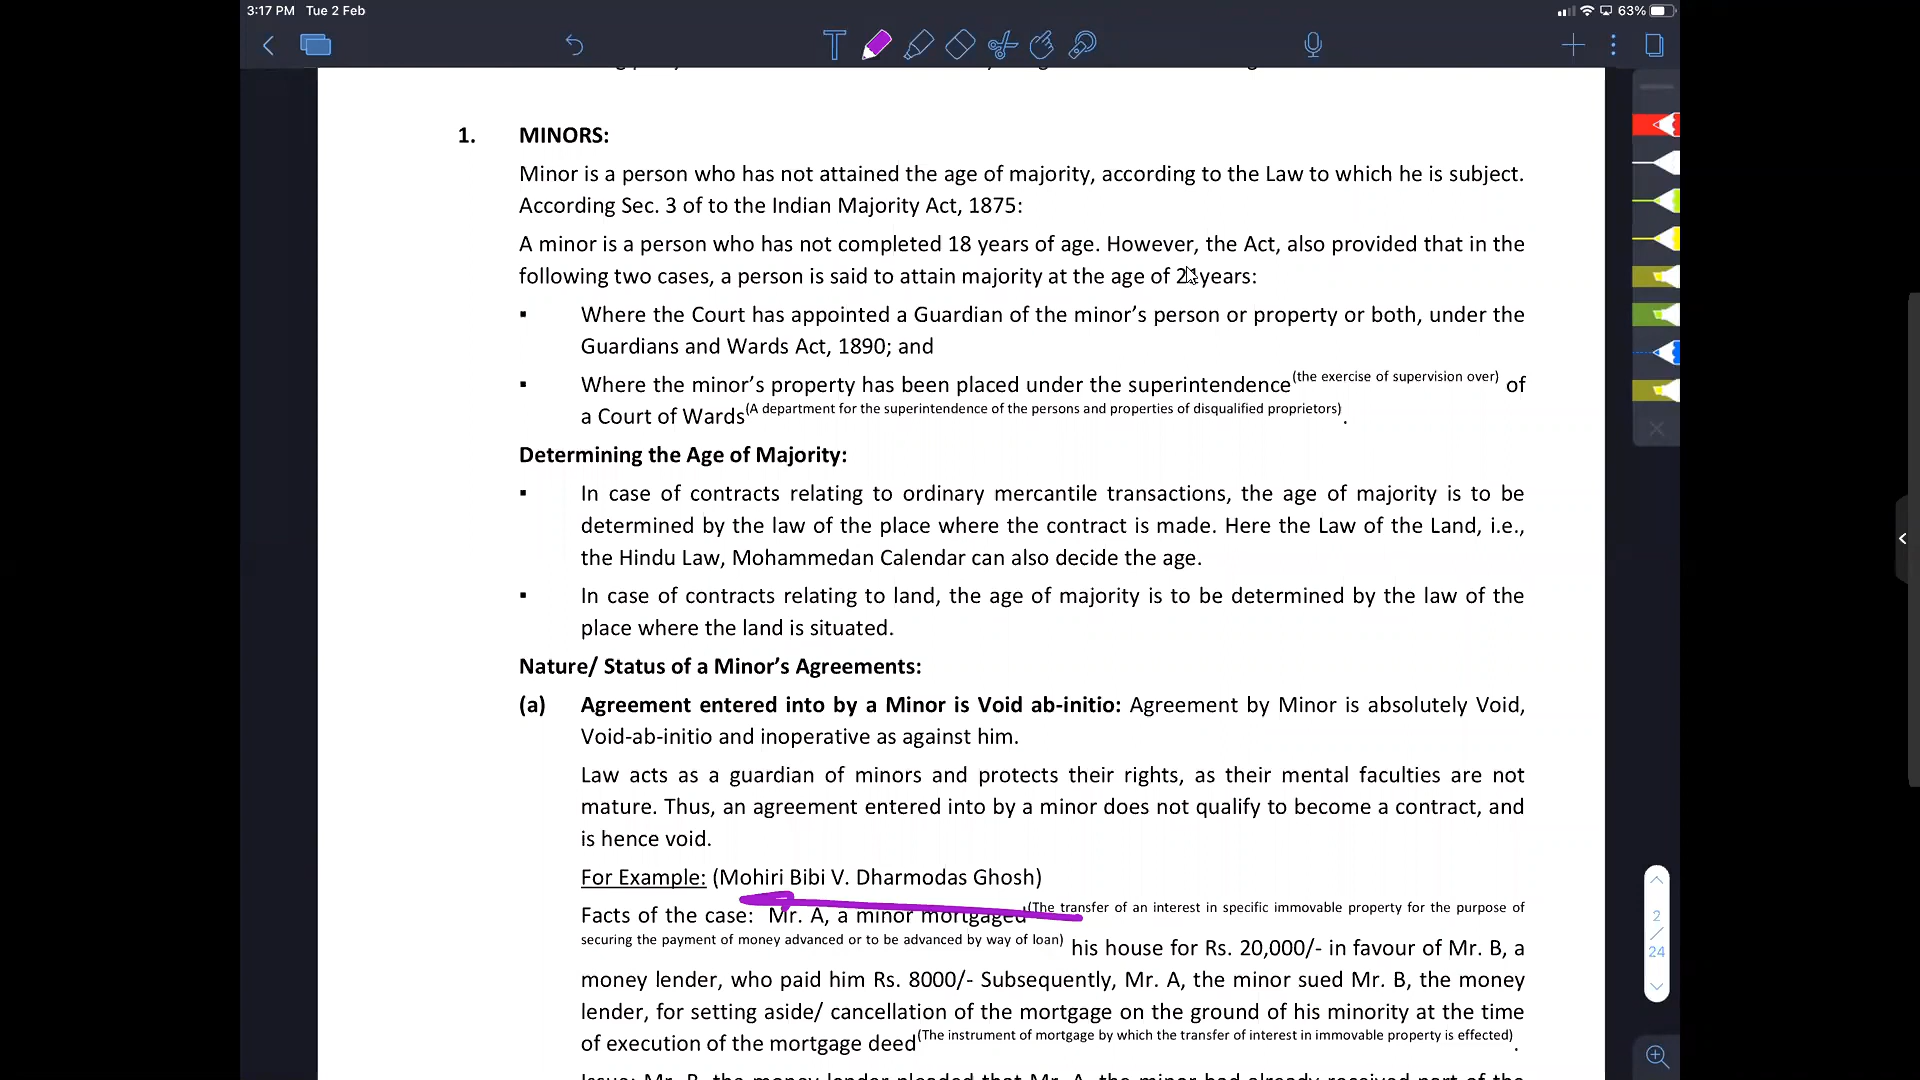 3:17 PM Tue 2 Feb
63%
1. MINORS:
Minor is a person who has not attained the age of majority, according to the Law to which he is subject.
According Sec. 3 of to the Indian Majority Act, 1875:
A minor is a person who has not completed 18 years of age. However, the Act, also provided that in the
following two cases, a person is said to attain majority at the age of 21 years:
▪ Where the Court has appointed a Guardian of the minor’s person or property or both, under the
Guardians and Wards Act, 1890; and
▪ Where the minor’s property has been placed under the superintendence(the exercise of supervision over) of
a Court of Wards(A department for the superintendence of the persons and properties of disqualified proprietors).
Determining the Age of Majority:
▪ In case of contracts relating to ordinary mercantile transactions, the age of majority is to be
determined by the law of the place where the contract is made. Here the Law of the Land, i.e.,
the Hindu Law, Mohammedan Calendar can also decide the age.
▪ In case of contracts relating to land, the age of majority is to be determined by the law of the
place where the land is situated.
Nature/ Status of a Minor’s Agreements:
(a) Agreement entered into by a Minor is Void ab-initio: Agreement by Minor is absolutely Void,
Void-ab-initio and inoperative as against him.
Law acts as a guardian of minors and protects their rights, as their mental faculties are not
mature. Thus, an agreement entered into by a minor does not qualify to become a contract, and
is hence void.
For Example: (Mohiri Bibi V. Dharmodas Ghosh)
Facts of the case: Mr. A, a minor mortgaged(The transfer of an interest in specific immovable property for the purpose of
securing the payment of money advanced or to be advanced by way of loan) his house for Rs. 20,000/- in favour of Mr. B, a
money lender, who paid him Rs. 8000/- Subsequently, Mr. A, the minor sued Mr. B, the money
lender, for setting aside/ cancellation of the mortgage on the ground of his minority at the time
of execution of the mortgage deed(The instrument of mortgage by which the transfer of interest in immovable property is effected).
Issue: Mr. B, the money lender pleaded that Mr. A, the minor had already received part of the
2
/
24